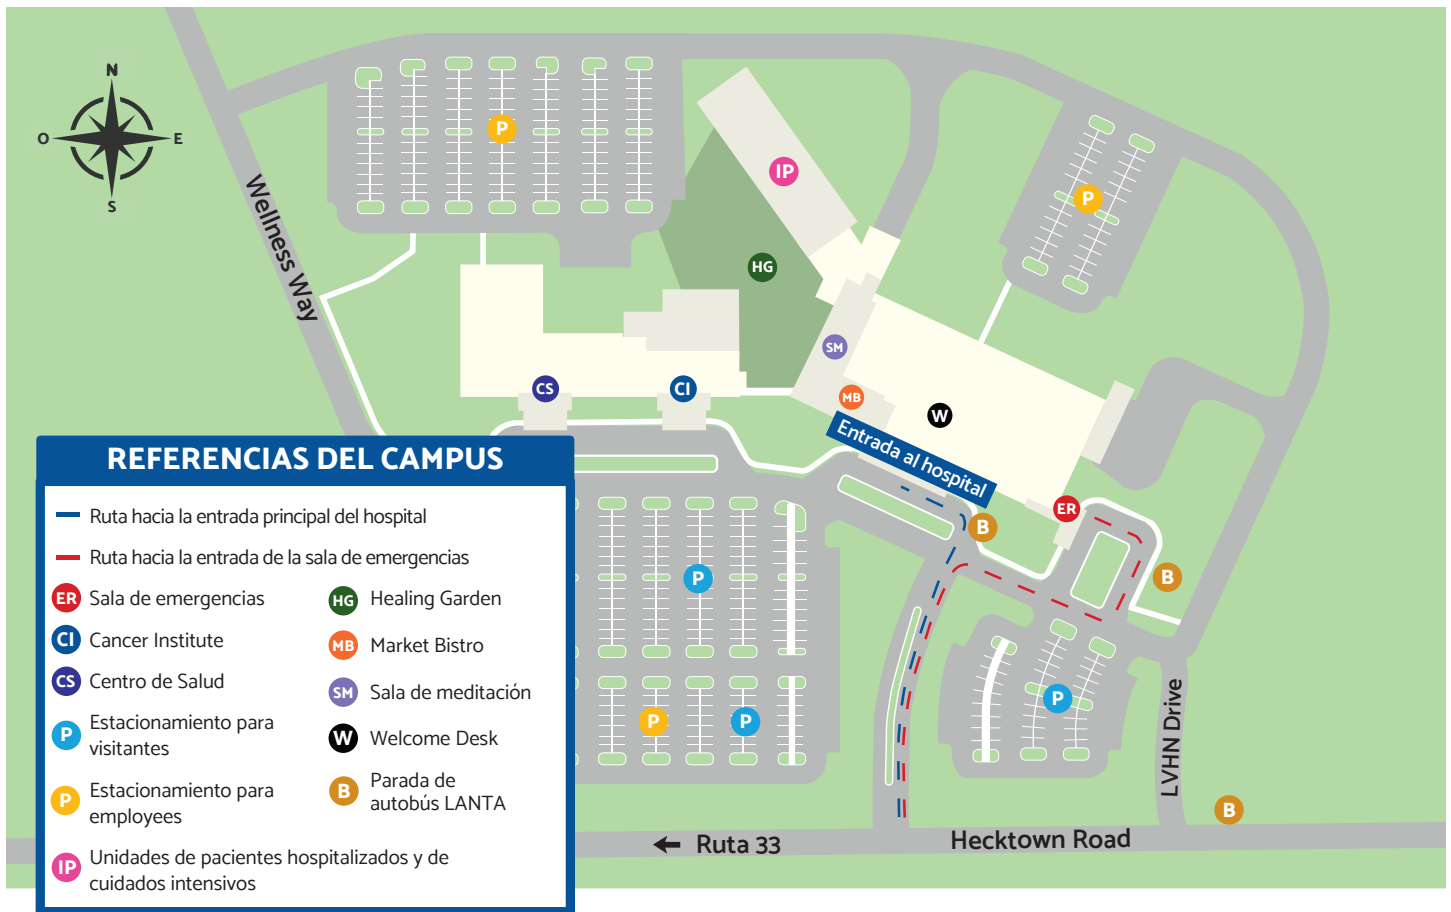 N
O
E
S
P
IP
P
HG
Wellness Way
SM
CS
CI
MB
W
Entrada al hospital
ER
B
B
P
P
P
P
LVHN Drive
B
Ruta 33
Hecktown Road
REFERENCIAS DEL CAMPUS
Ruta hacia la entrada principal del hospital
Ruta hacia la entrada de la sala de emergencias
ER Sala de emergencias
CI Cancer Institute
CS Centro de Salud
P Estacionamiento para
visitantes
P Estacionamiento para
employees
IP Unidades de pacientes hospitalizados y de
cuidados intensivos
HG Healing Garden
MB Market Bistro
SM Sala de meditación
W Welcome Desk
B Parada de
autobús LANTA